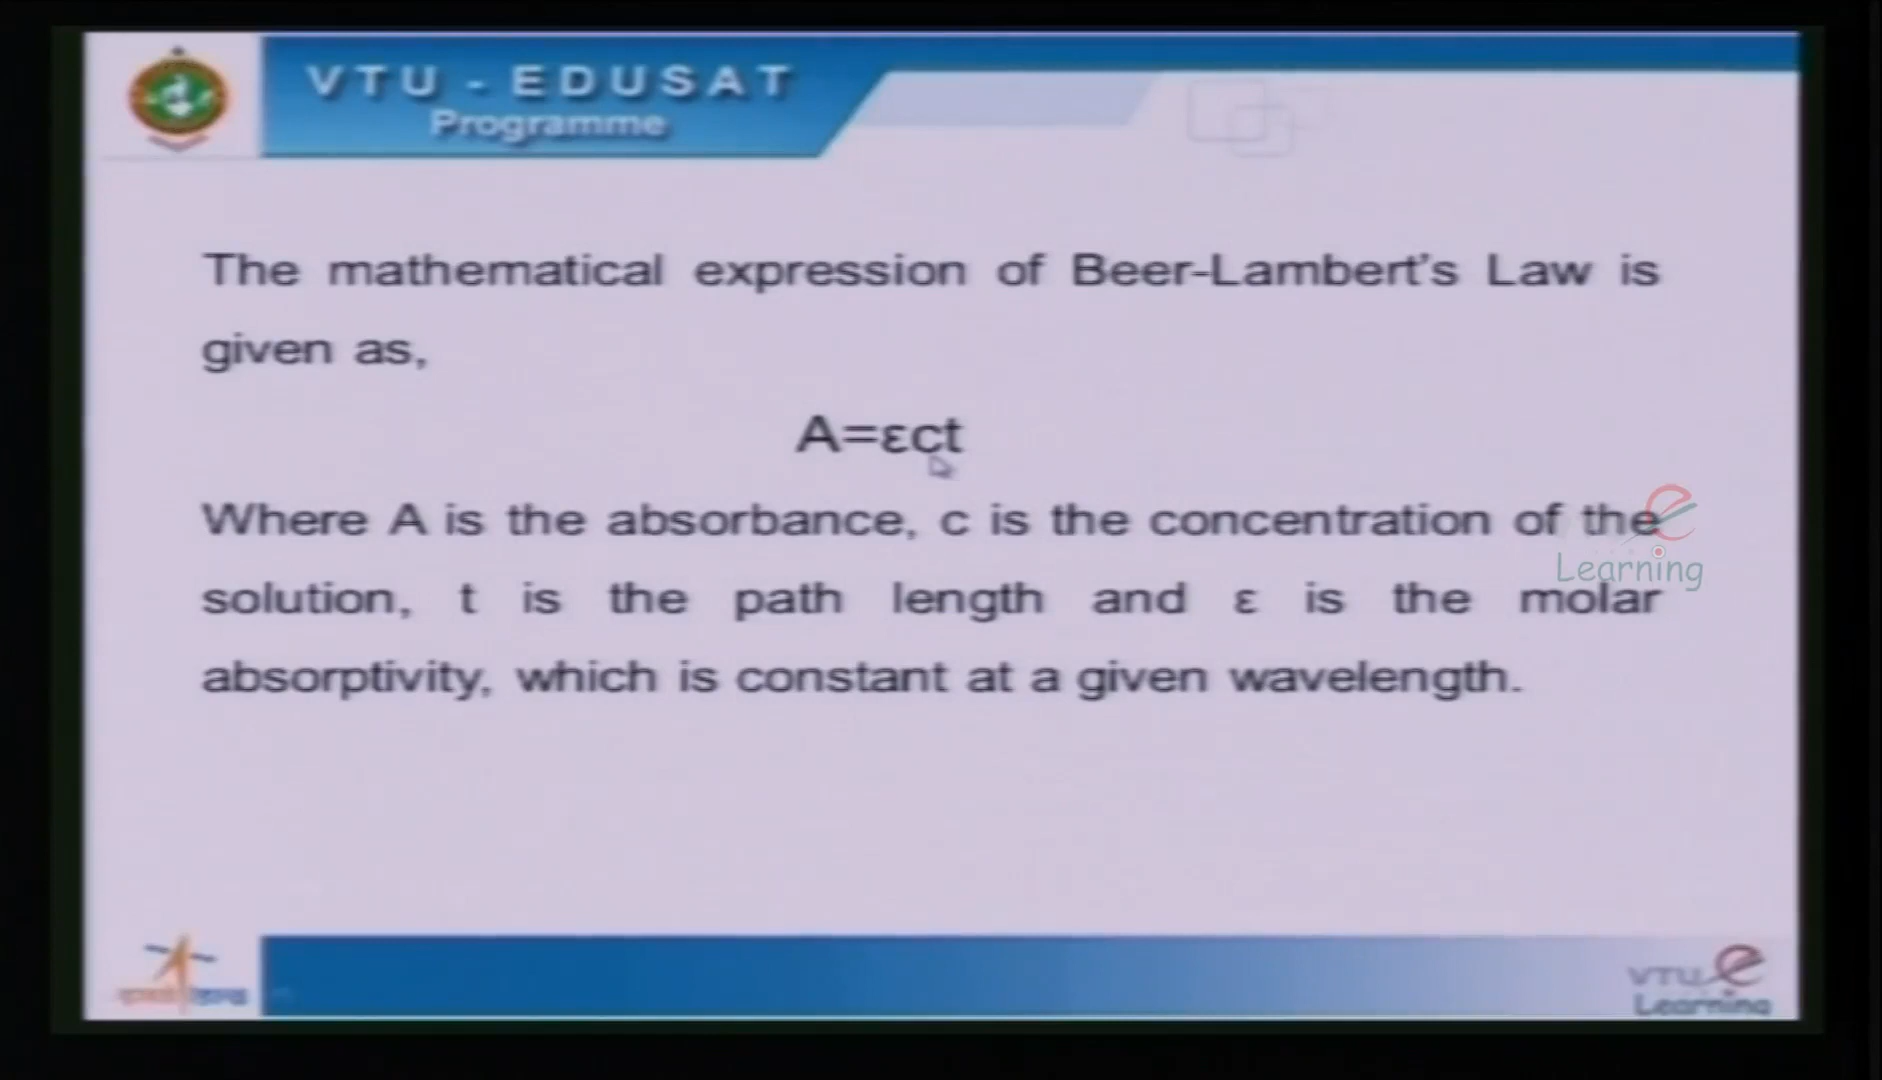 VTU - EDUSAT
Programme
The mathematical expression of Beer-Lambert's Law is
given as,
A=εct
Where A is the absorbance, c is the concentration of the
solution, t is the path length and ε is the molar
absorptivity, which is constant at a given wavelength.
e
Learning
VTU e
Learning